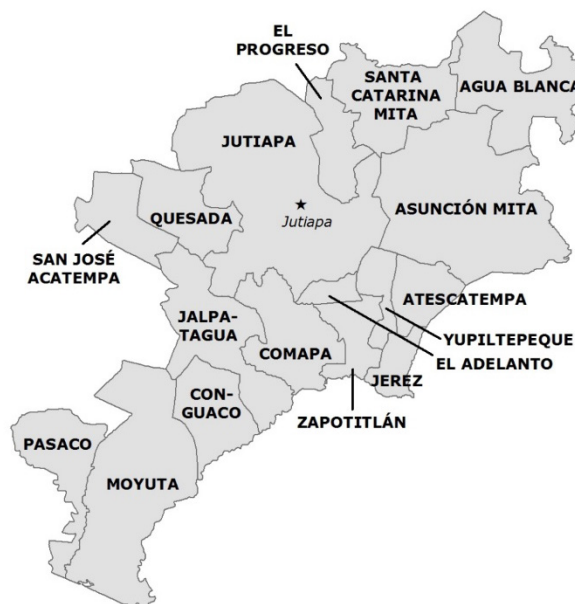 EL
PROGRESO
SANTA
CATARINA
MITA
AGUA BLANCA
JUTIAPA
QUESADA
Jutiapa
ASUNCIÓN MITA
SAN JOSÉ
ACATEMPA
JALPA-
TAGUA
ATESCATEMPA
YUPILTEPEQUE
COMAPA
EL ADELANTO
JEREZ
CON-
GUACO
ZAPOTITLÁN
PASACO
MOYUTA